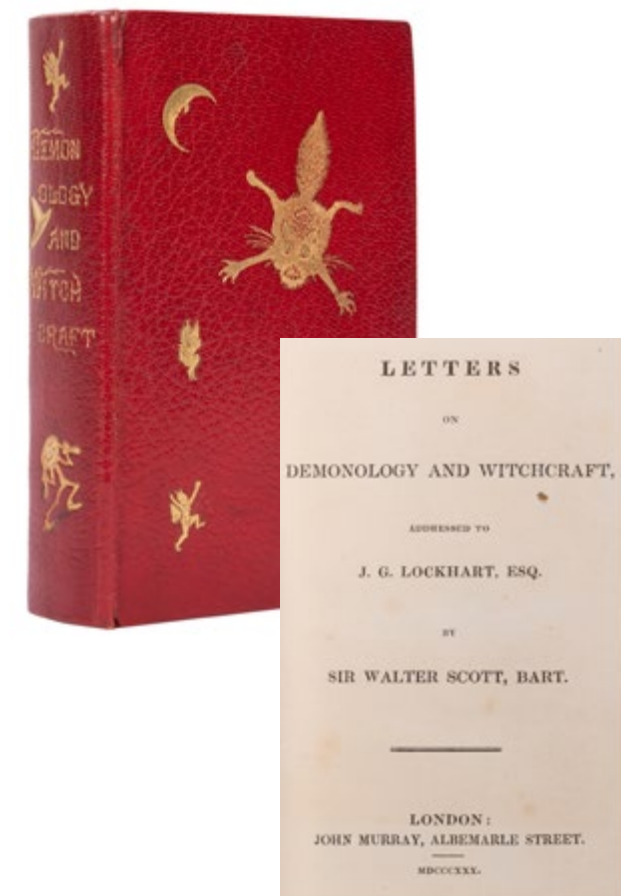 DEMON
OLOGY
AND
WITCH
CRAFT
LETTERS
ON
DEMONOLOGY AND WITCHCRAFT,
ADDRESSED TO
J. G. LOCKHART, ESQ.
BY
SIR WALTER SCOTT, BART.
LONDON:
JOHN MURRAY, ALBEMARLE STREET.
MDCCCXXX.